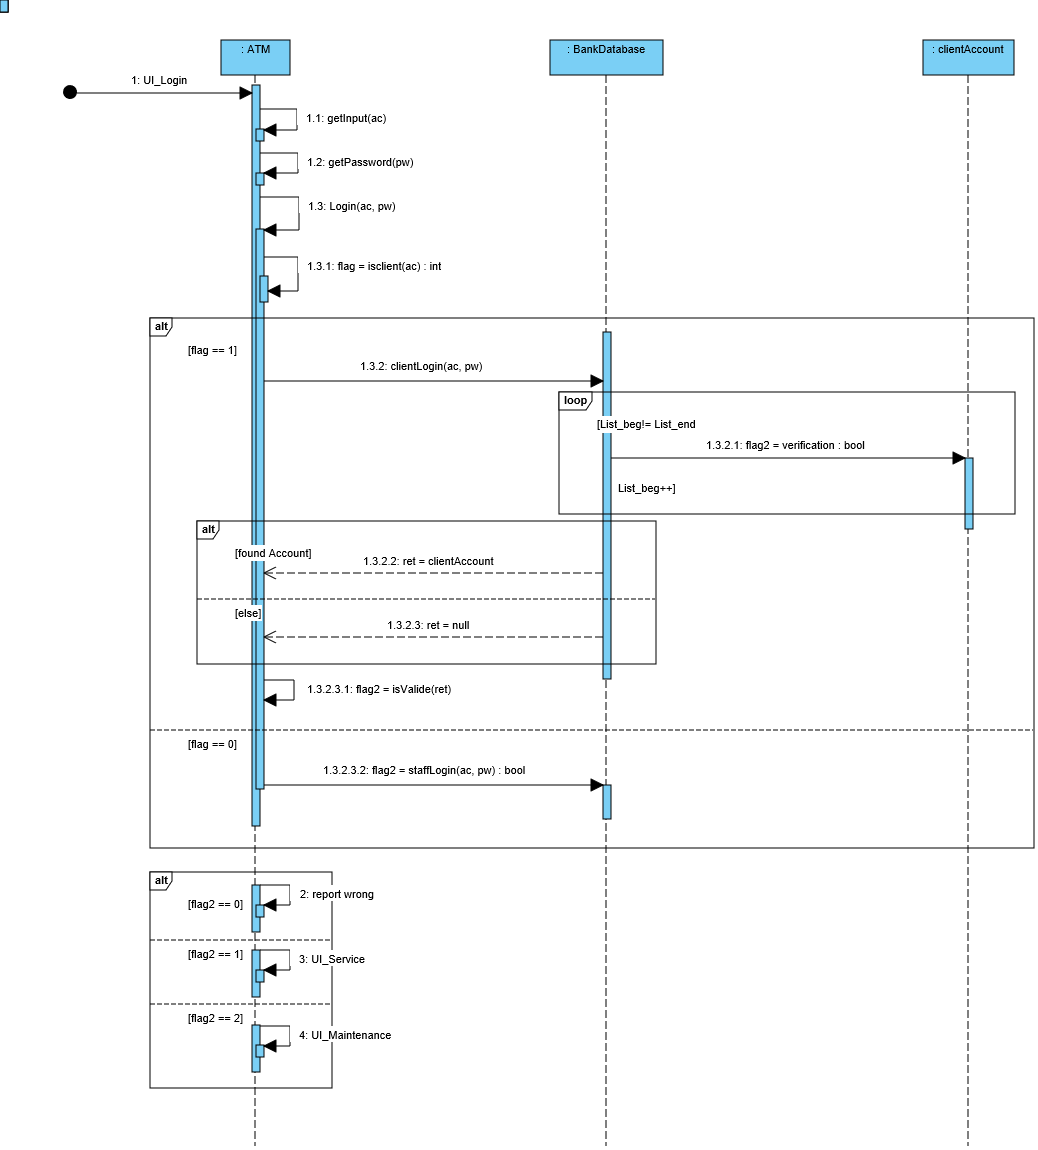 : ATM
: BankDatabase
: clientAccount
1: UI_Login
1.1: getInput(ac)
1.2: getPassword(pw)
1.3: Login(ac, pw)
1.3.1: flag = isclient(ac) : int
alt
[flag == 1]
1.3.2: clientLogin(ac, pw)
loop
[List_beg!= List_end
1.3.2.1: flag2 = verification : bool
List_beg++]
alt
[found Account]
1.3.2.2: ret = clientAccount
[else]
1.3.2.3: ret = null
1.3.2.3.1: flag2 = isValide(ret)
[flag == 0]
1.3.2.3.2: flag2 = staffLogin(ac, pw) : bool
alt
2: report wrong
[flag2 == 0]
[flag2 == 1]
3: UI_Service
[flag2 == 2]
4: UI_Maintenance